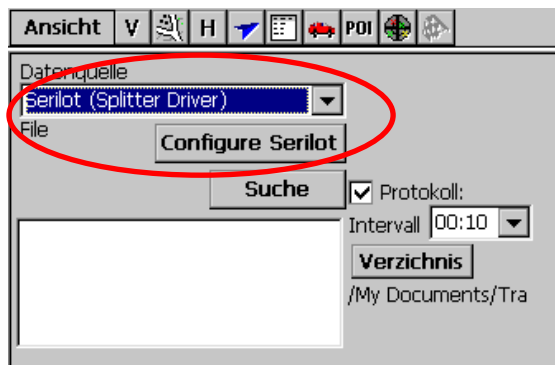 Ansicht V H POI
Datenquelle
Serilot (Splitter Driver)
File
Configure Serilot
Suche
Protokoll:
Intervall 00:10
Verzichnis
/My Documents/Tra